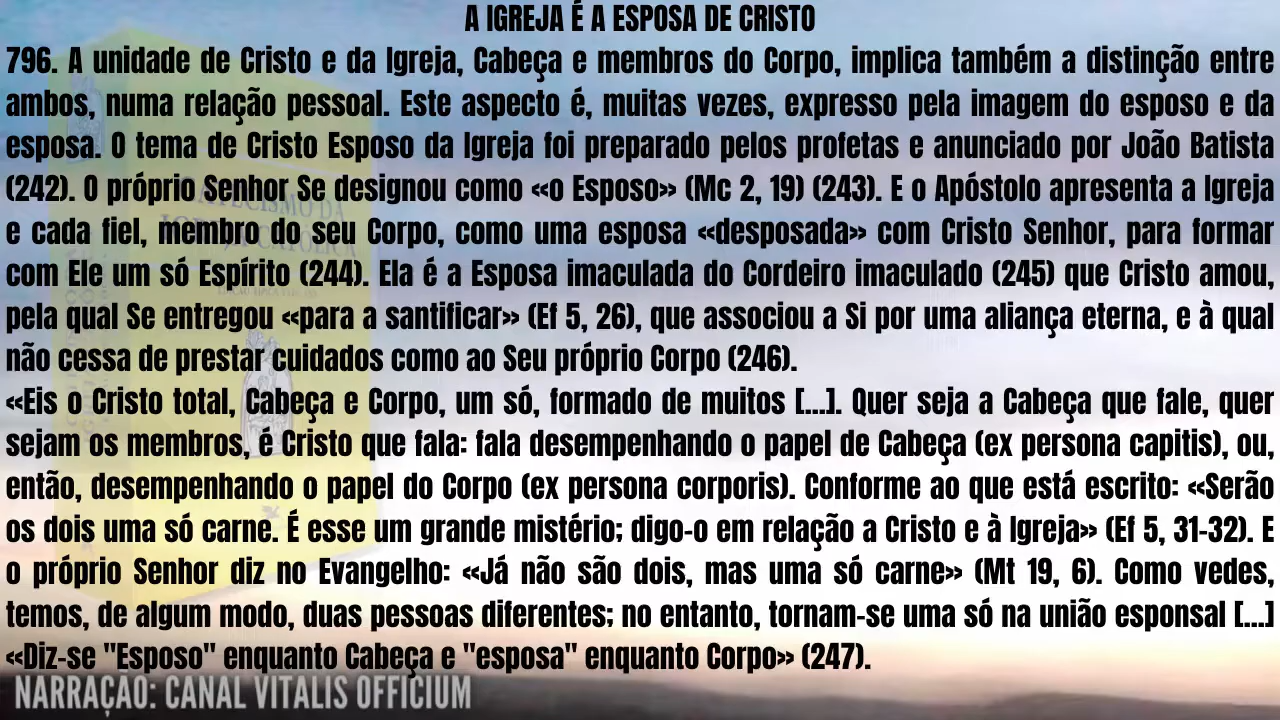 A IGREJA É A ESPOSA DE CRISTO
796. A unidade de Cristo e da Igreja, Cabeça e membros do Corpo, implica também a distinção entre
ambos, numa relação pessoal. Este aspecto é, muitas vezes, expresso pela imagem do esposo e da
esposa. O tema de Cristo Esposo da Igreja foi preparado pelos profetas e anunciado por João Batista
(242). O próprio Senhor Se designou como «o Esposo» (Mc 2, 19) (243). E o Apóstolo apresenta a Igreja
e cada fiel, membro do seu Corpo, como uma esposa «desposada» com Cristo Senhor, para formar
com Ele um só Espírito (244). Ela é a Esposa imaculada do Cordeiro imaculado (245) que Cristo amou,
pela qual Se entregou «para a santificar» (Ef 5, 26), que associou a Si por uma aliança eterna, e à qual
não cessa de prestar cuidados como ao Seu próprio Corpo (246).
«Eis o Cristo total, Cabeça e Corpo, um só, formado de muitos [...]. Quer seja a Cabeça que fale, quer
sejam os membros, é Cristo que fala: fala desempenhando o papel de Cabeça (ex persona capitis), ou,
então, desempenhando o papel do Corpo (ex persona corporis). Conforme ao que está escrito: «Serão
os dois uma só carne. É esse um grande mistério; digo-o em relação a Cristo e à Igreja» (Ef 5, 31-32). E
o próprio Senhor diz no Evangelho: «Já não são dois, mas uma só carne» (Mt 19, 6). Como vedes,
temos, de algum modo, duas pessoas diferentes; no entanto, tornam-se uma só na união esponsal [...]
«Diz-se "Esposo" enquanto Cabeça e "esposa" enquanto Corpo» (247).
NARRAÇÃO: CANAL VITALIS OFFICIUM
CATECISMO DA
IGREJA CATÓLICA